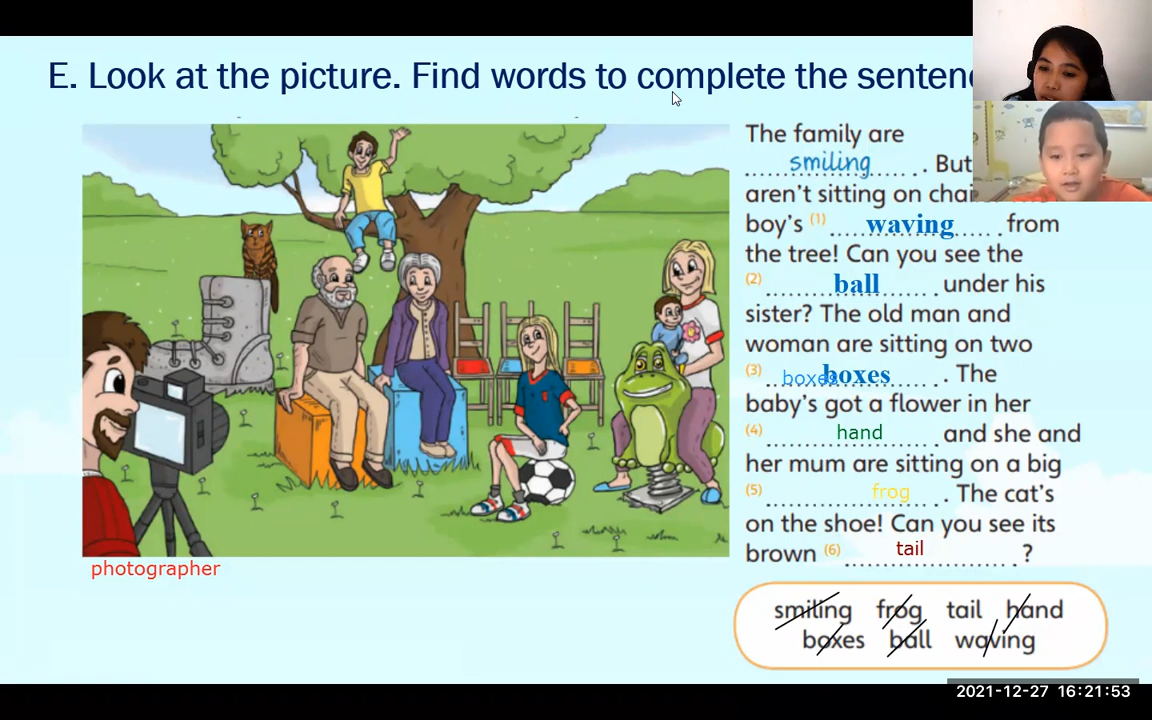 E. Look at the picture. Find words to complete the senten
The family are
smiling . But
aren't sitting on chai
boy's (1) waving from
the tree! Can you see the
(2) ball under his
sister? The old man and
woman are sitting on two
(3) boxes boxes . The
baby's got a flower in her
(4) hand and she and
her mum are sitting on a big
(5) frog . The cat's
on the shoe! Can you see its
brown (6) tail ?
photographer
smiling frog tail hand
boxes ball waving
2021-12-27 16:21:53